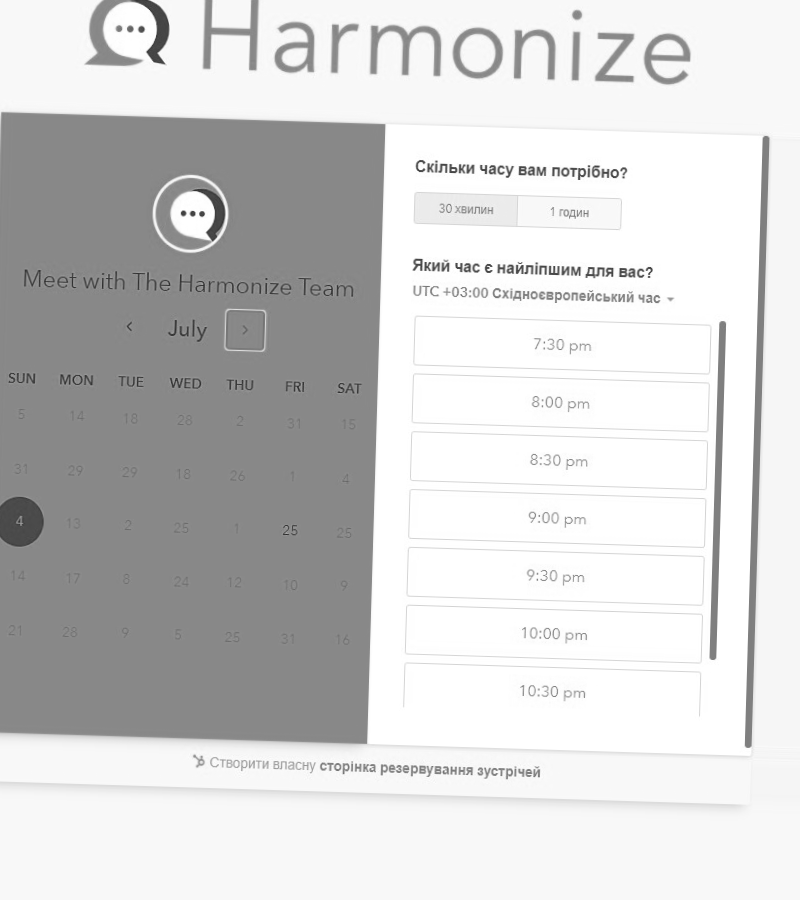 Harmonize
Meet with The Harmonize Team
July
SUN MON TUE WED THU FRI SAT
5 14 18 28 2 31 15
31 29 29 18 26 1 4
4 13 2 25 1 25 25
14 17 8 24 12 10 9
21 28 9 5 25 31 16
Скільки часу вам потрібно?
30 хвилин 1 годин
Який час є найліпшим для вас?
UTC +03:00 Східноєвропейський час
7:30 pm
8:00 pm
8:30 pm
9:00 pm
9:30 pm
10:00 pm
10:30 pm
Створити власну сторінка резервування зустрічей